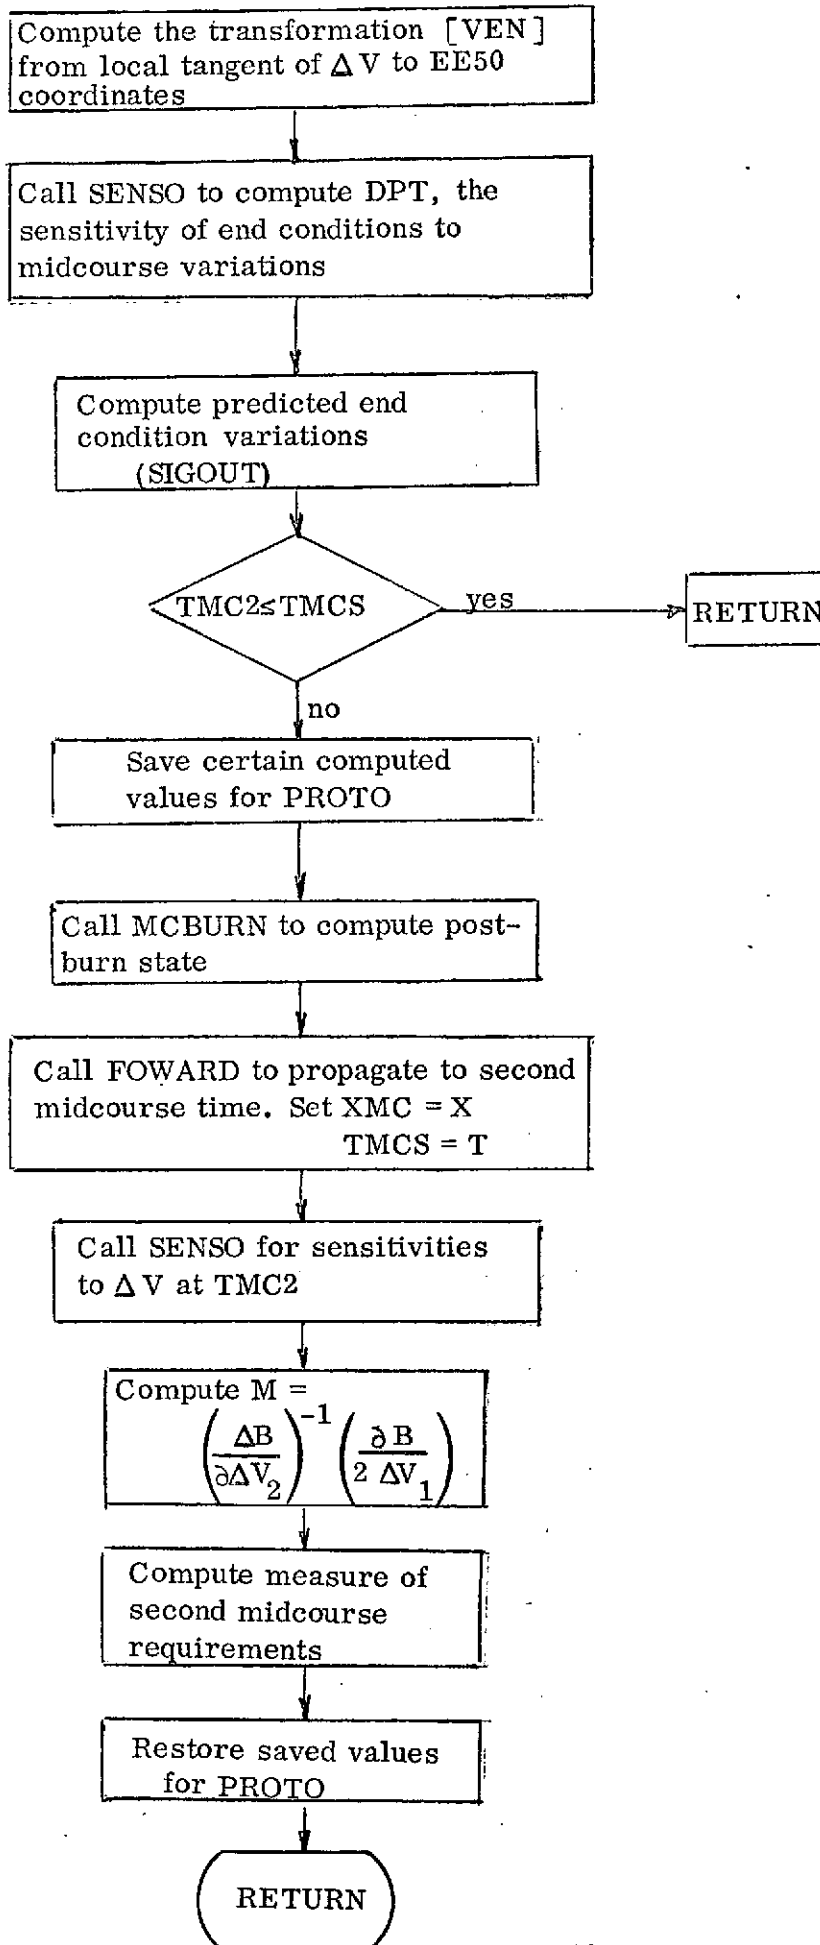 Compute the transformation [VEN]
from local tangent of ΔV to EE50
coordinates
Call SENSO to compute DPT, the
sensitivity of end conditions to
midcourse variations
Compute predicted end
condition variations
(SIGOUT)
TMC2≤TMCS
yes
RETURN
no
Save certain computed
values for PROTO
Call MCBURN to compute post-
burn state
Call FOWARD to propagate to second
midcourse time. Set XMC = X
TMCS = T
Call SENSO for sensitivities
to ΔV at TMC2
Compute M =
(ΔB/∂ΔV₂)⁻¹ (∂B/2 ΔV₁)
Compute measure of
second midcourse
requirements
Restore saved values
for PROTO
RETURN